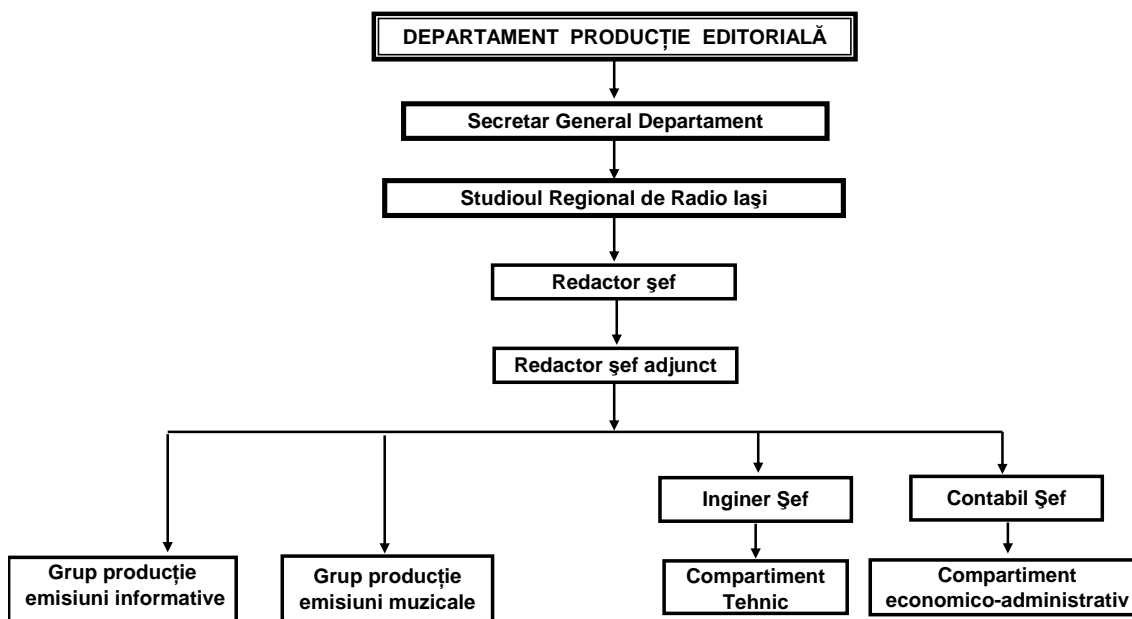 DEPARTAMENT PRODUCȚIE EDITORIALĂ
Secretar General Departament
Studioul Regional de Radio Iaşi
Redactor şef
Redactor şef adjunct
Inginer Şef
Contabil Şef
Grup producție
emisiuni informative
Grup producție
emisiuni muzicale
Compartiment
Tehnic
Compartiment
economico-administrativ